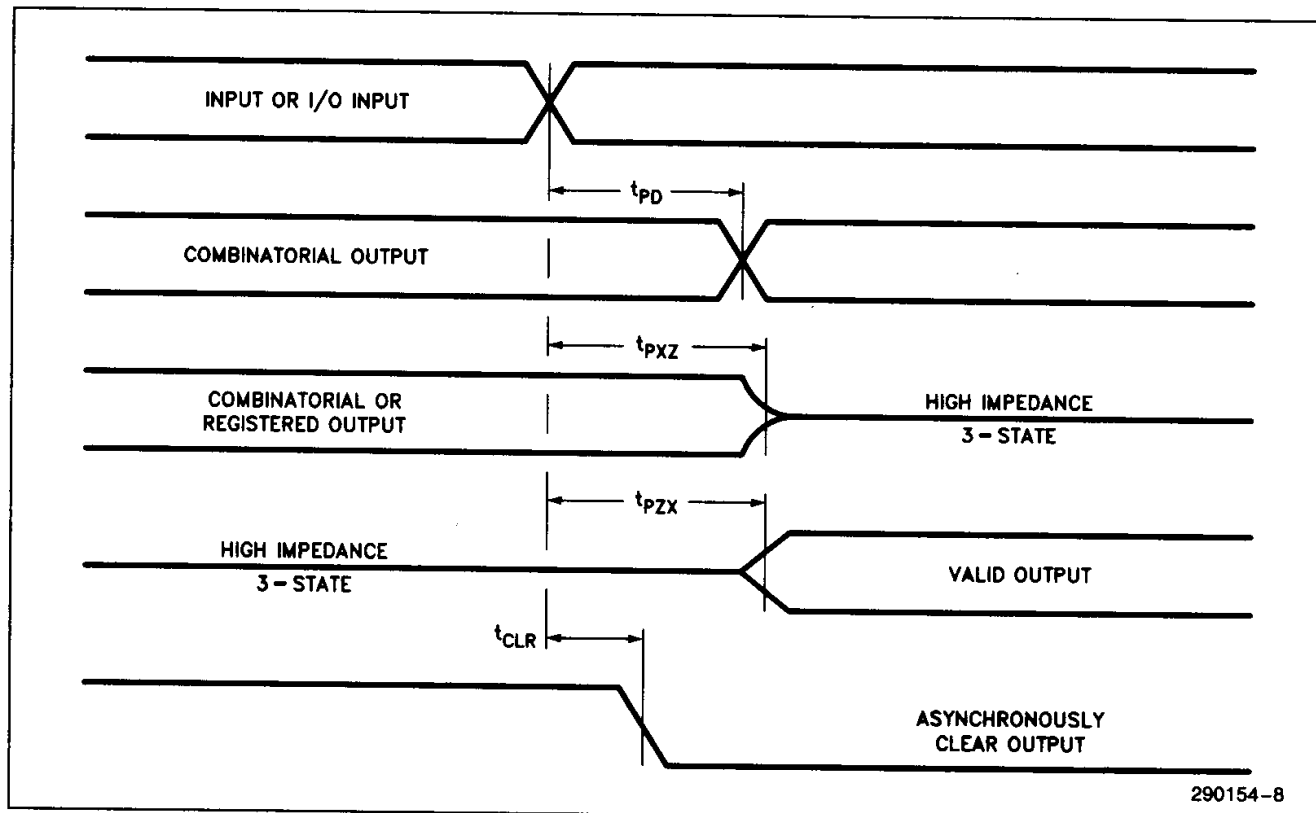 INPUT OR I/O INPUT
tPD
COMBINATORIAL OUTPUT
tPXZ
COMBINATORIAL OR
REGISTERED OUTPUT
HIGH IMPEDANCE
3-STATE
tPZX
HIGH IMPEDANCE
3-STATE
VALID OUTPUT
tCLR
ASYNCHRONOUSLY
CLEAR OUTPUT
290154-8